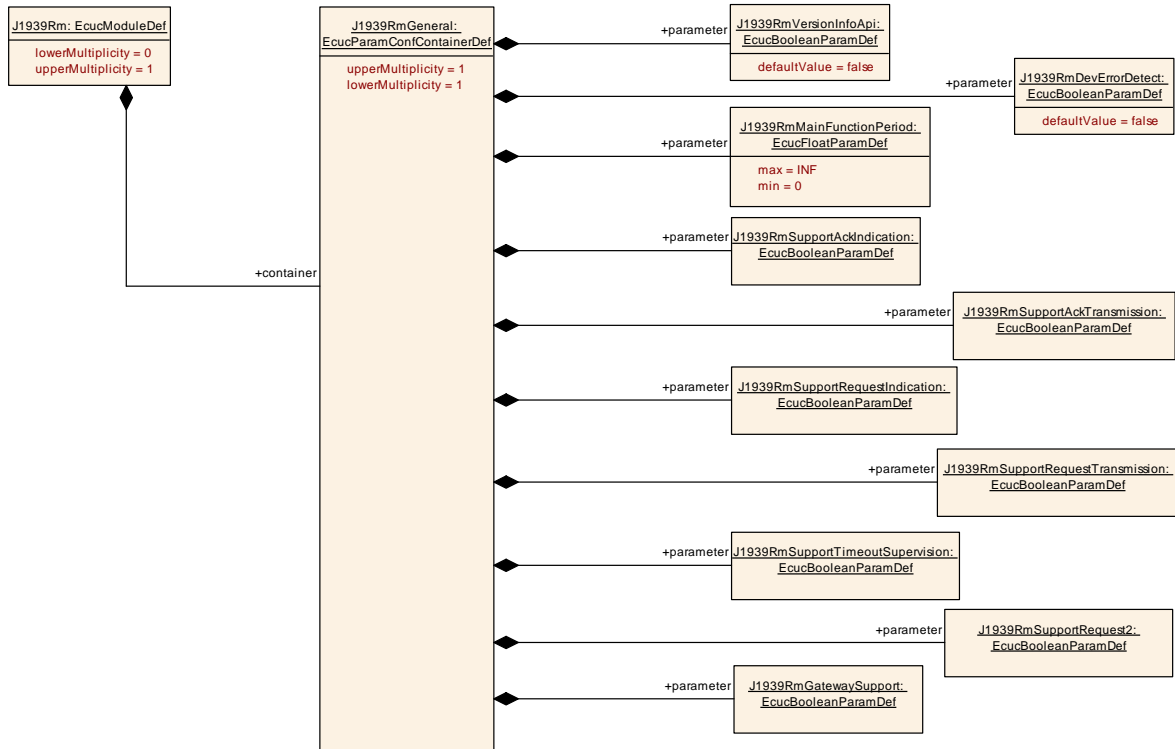 J1939Rm: EcucModuleDef
lowerMultiplicity = 0
upperMultiplicity = 1
+container
J1939RmGeneral:
EcucParamConfContainerDef
upperMultiplicity = 1
lowerMultiplicity = 1
+parameter
J1939RmVersionInfoApi:
EcucBooleanParamDef
defaultValue = false
+parameter
J1939RmDevErrorDetect:
EcucBooleanParamDef
defaultValue = false
+parameter
J1939RmMainFunctionPeriod:
EcucFloatParamDef
max = INF
min = 0
+parameter
J1939RmSupportAckIndication:
EcucBooleanParamDef
+parameter
J1939RmSupportAckTransmission:
EcucBooleanParamDef
+parameter
J1939RmSupportRequestIndication:
EcucBooleanParamDef
+parameter
J1939RmSupportRequestTransmission:
EcucBooleanParamDef
+parameter
J1939RmSupportTimeoutSupervision:
EcucBooleanParamDef
+parameter
J1939RmSupportRequest2:
EcucBooleanParamDef
+parameter
J1939RmGatewaySupport:
EcucBooleanParamDef